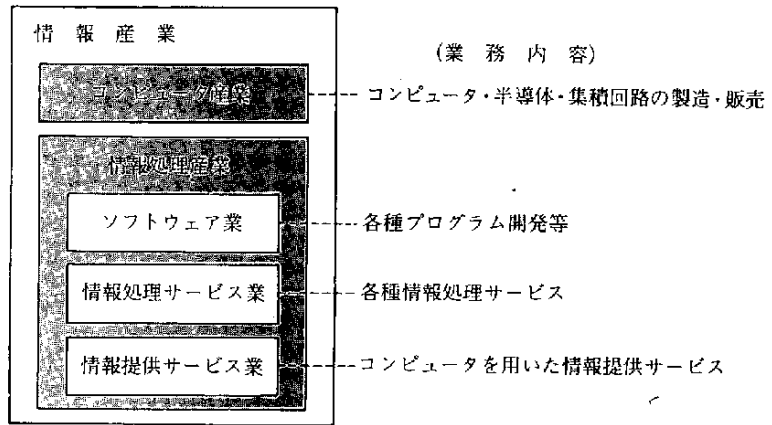 情報産業
(業務内容)
コンピュータ産業
コンピュータ・半導体・集積回路の製造・販売
情報処理産業
ソフトウェア業
各種プログラム開発等
情報処理サービス業
各種情報処理サービス
情報提供サービス業
コンピュータを用いた情報提供サービス